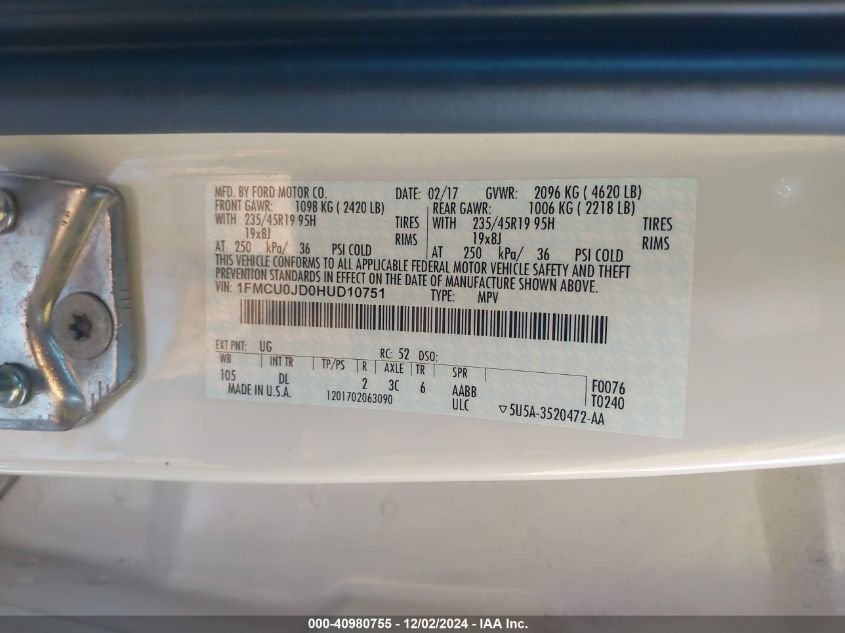 MFD. BY FORD MOTOR CO. DATE: 02/17 GVWR: 2096 KG ( 4620 LB)
FRONT GAWR: 1098 KG ( 2420 LB) REAR GAWR: 1006 KG ( 2218 LB)
WITH 235/45R19 95H TIRES WITH 235/45R19 95H TIRES
19x8J RIMS 19x8J RIMS
AT 250 kPa/ 36 PSI COLD AT 250 kPa/ 36 PSI COLD
THIS VEHICLE CONFORMS TO ALL APPLICABLE FEDERAL MOTOR VEHICLE SAFETY AND THEFT
PREVENTION STANDARDS IN EFFECT ON THE DATE OF MANUFACTURE SHOWN ABOVE.
VIN: 1FMCU0JD0HUD10751 TYPE: MPV
EXT PNT: UG RC: 52 DSO:
WB INT TR TP/PS R AXLE TR SPR
105 DL 2 3C 6 AABB F0076
MADE IN U.S.A. 1201702063090 ULC ▽5U5A-3520472-AA T0240
000-40980755 - 12/02/2024 - IAA Inc.